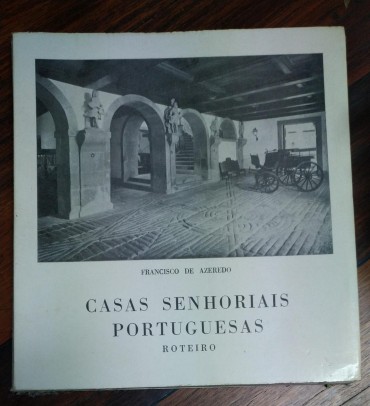 FRANCISCO DE AZEREDO
CASAS SENHORIAIS
PORTUGUESAS
ROTEIRO